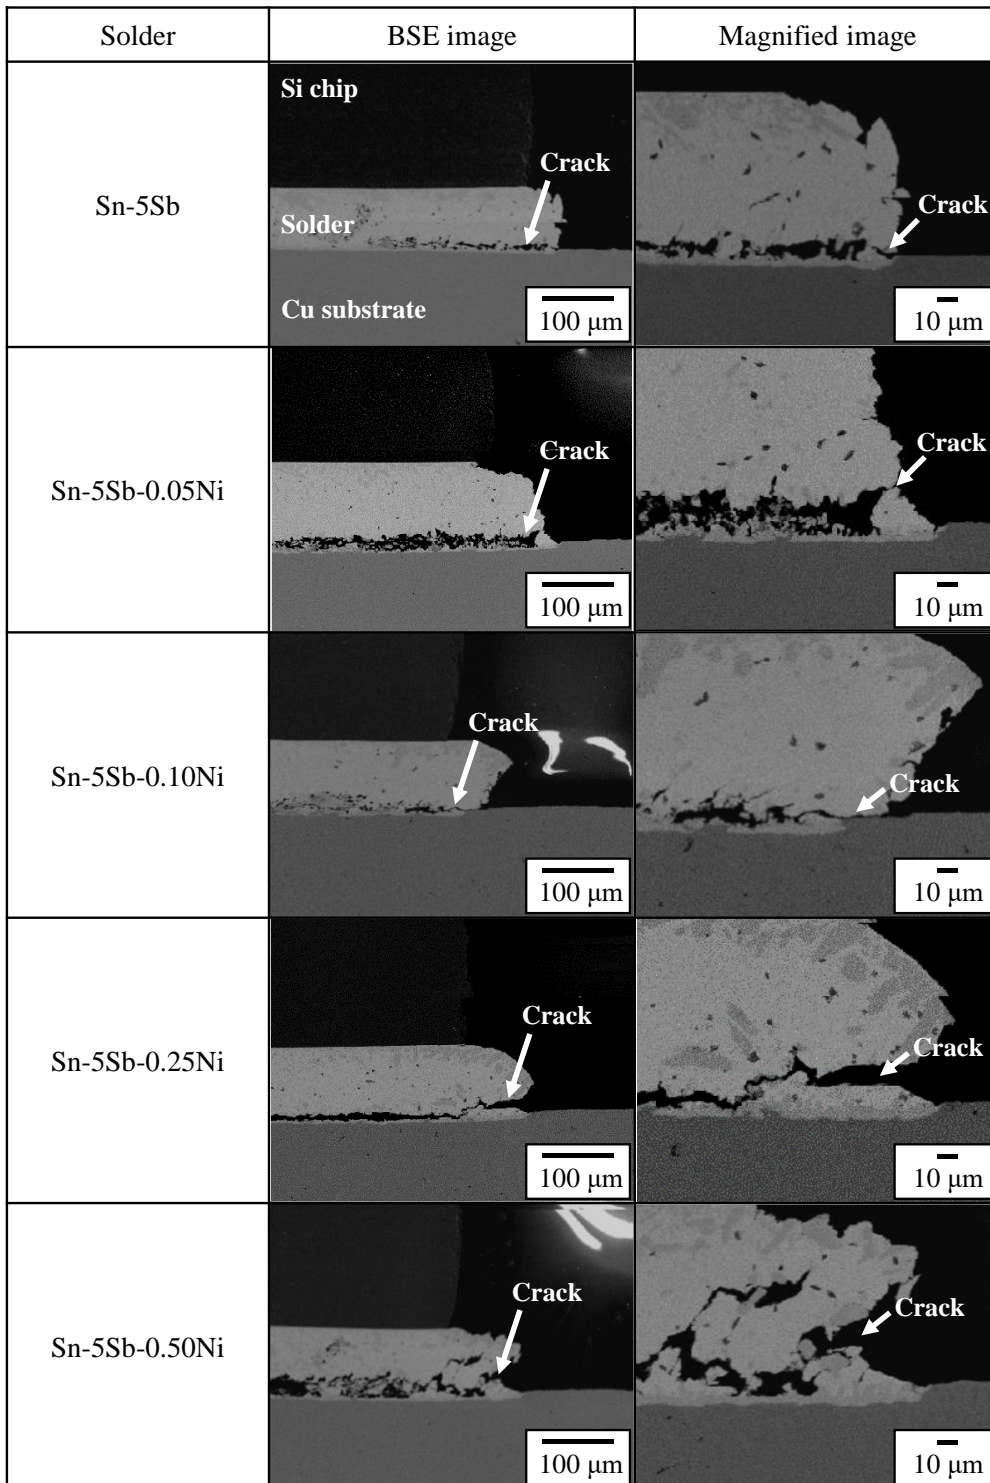 Solder
BSE image
Magnified image
Sn-5Sb
Si chip
Crack
Solder
Cu substrate
100 μm
Crack
10 μm
Sn-5Sb-0.05Ni
Crack
100 μm
Crack
10 μm
Sn-5Sb-0.10Ni
Crack
100 μm
Crack
10 μm
Sn-5Sb-0.25Ni
Crack
100 μm
Crack
10 μm
Sn-5Sb-0.50Ni
Crack
100 μm
Crack
10 μm